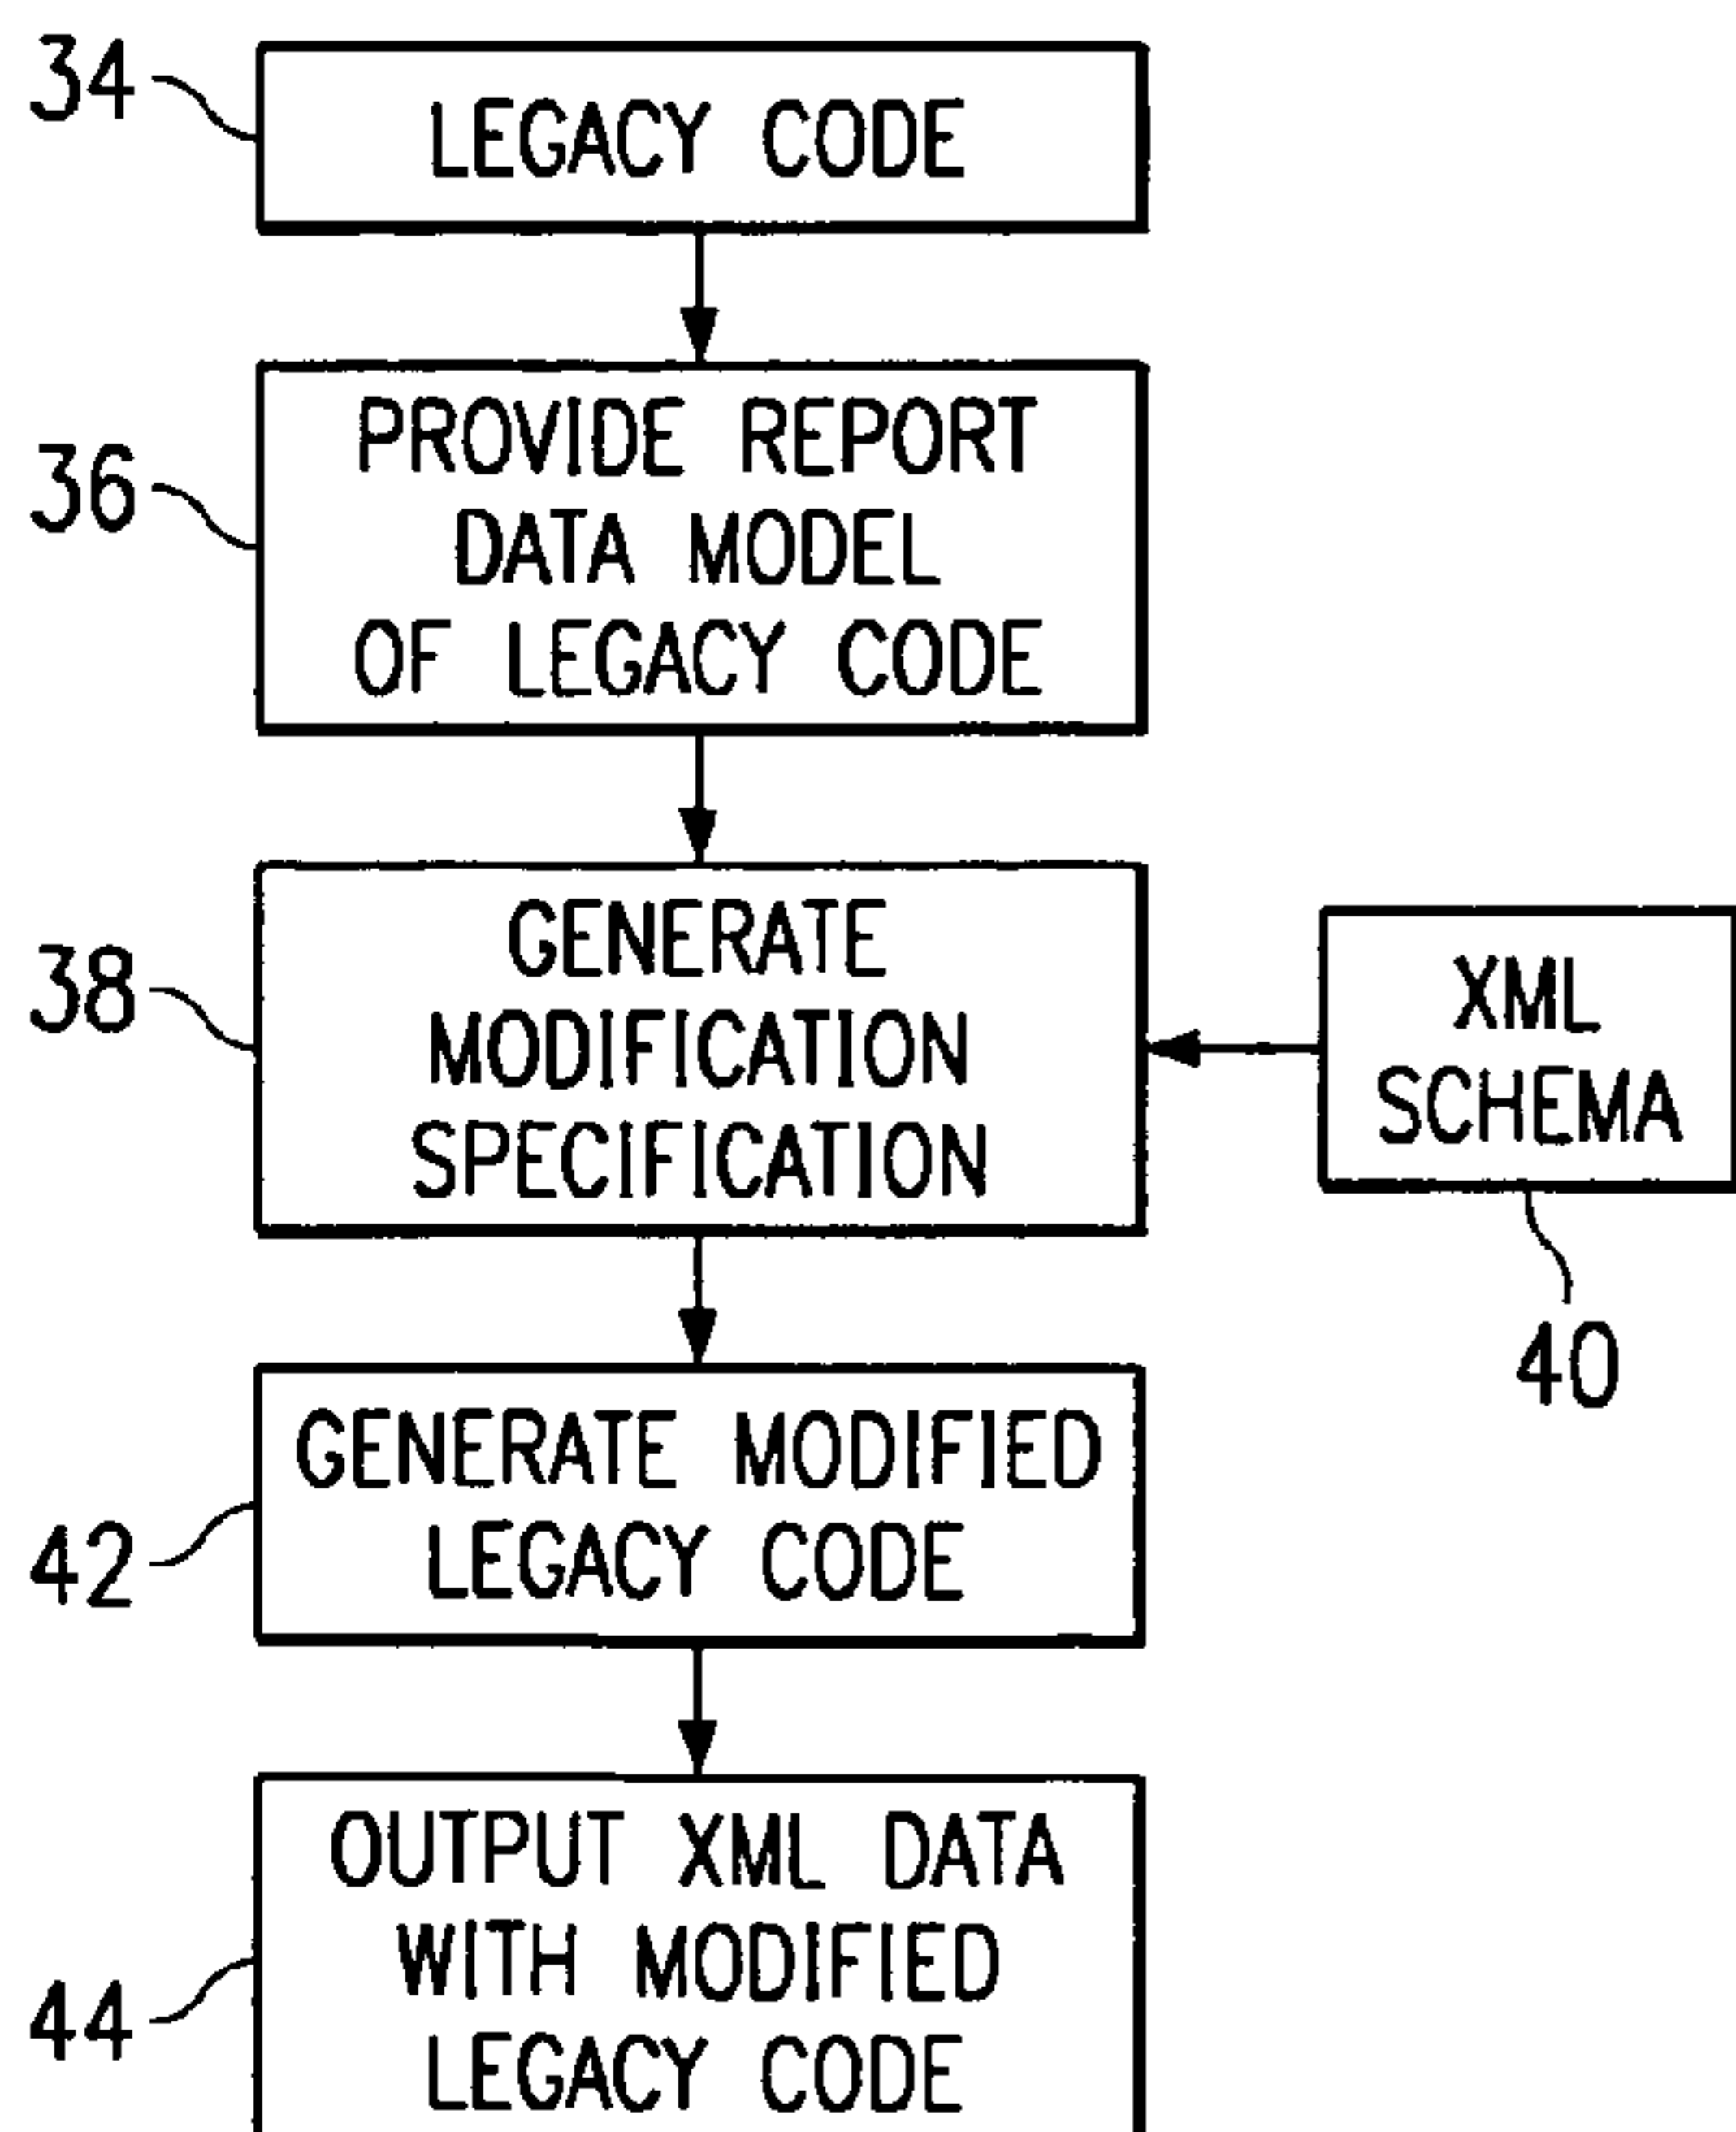 34
LEGACY CODE
36
PROVIDE REPORT
DATA MODEL
OF LEGACY CODE
38
GENERATE
MODIFICATION
SPECIFICATION
XML
SCHEMA
40
42
GENERATE MODIFIED
LEGACY CODE
44
OUTPUT XML DATA
WITH MODIFIED
LEGACY CODE